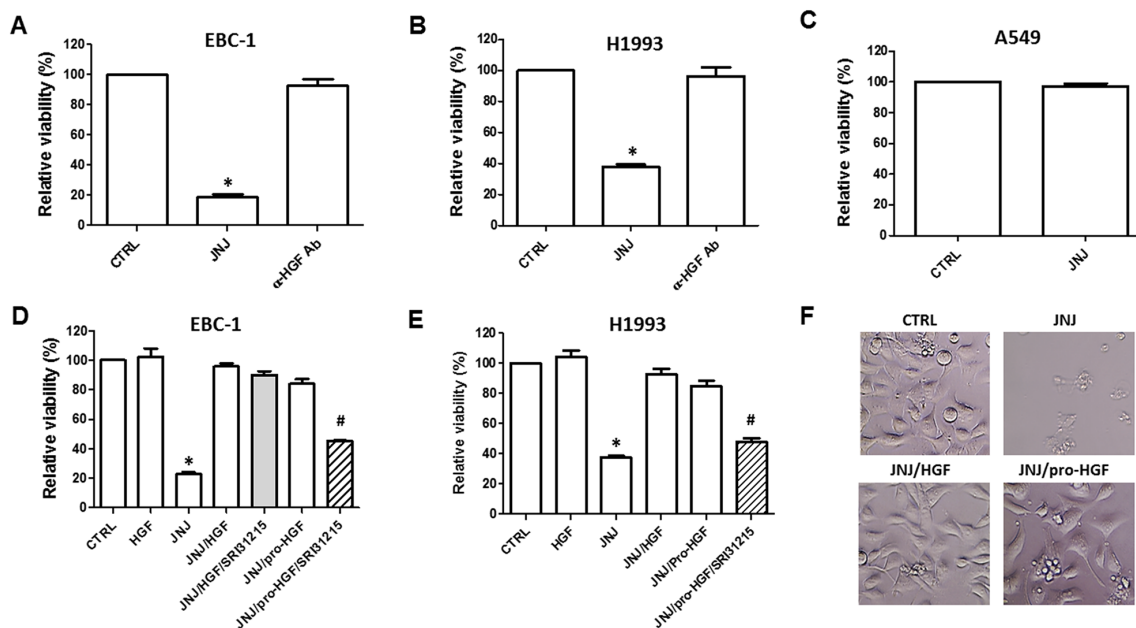 A
EBC-1
Relative viability (%)
120
100
80
60
40
20
0
*
CTRL
JNJ
α-HGF Ab
B
H1993
Relative viability (%)
120
100
80
60
40
20
0
*
CTRL
JNJ
α-HGF Ab
C
A549
Relative viability (%)
120
100
80
60
40
20
0
CTRL
JNJ
D
EBC-1
Relative viability (%)
120
100
80
60
40
20
0
*
#
CTRL
HGF
JNJ
JNJ/HGF
JNJ/HGF/SRI31215
JNJ/pro-HGF
JNJ/pro-HGF/SRI31215
E
H1993
Relative viability (%)
120
100
80
60
40
20
0
*
#
CTRL
HGF
JNJ
JNJ/HGF
JNJ/Pro-HGF
JNJ/pro-HGF/SRI31215
F
CTRL
JNJ
JNJ/HGF
JNJ/pro-HGF